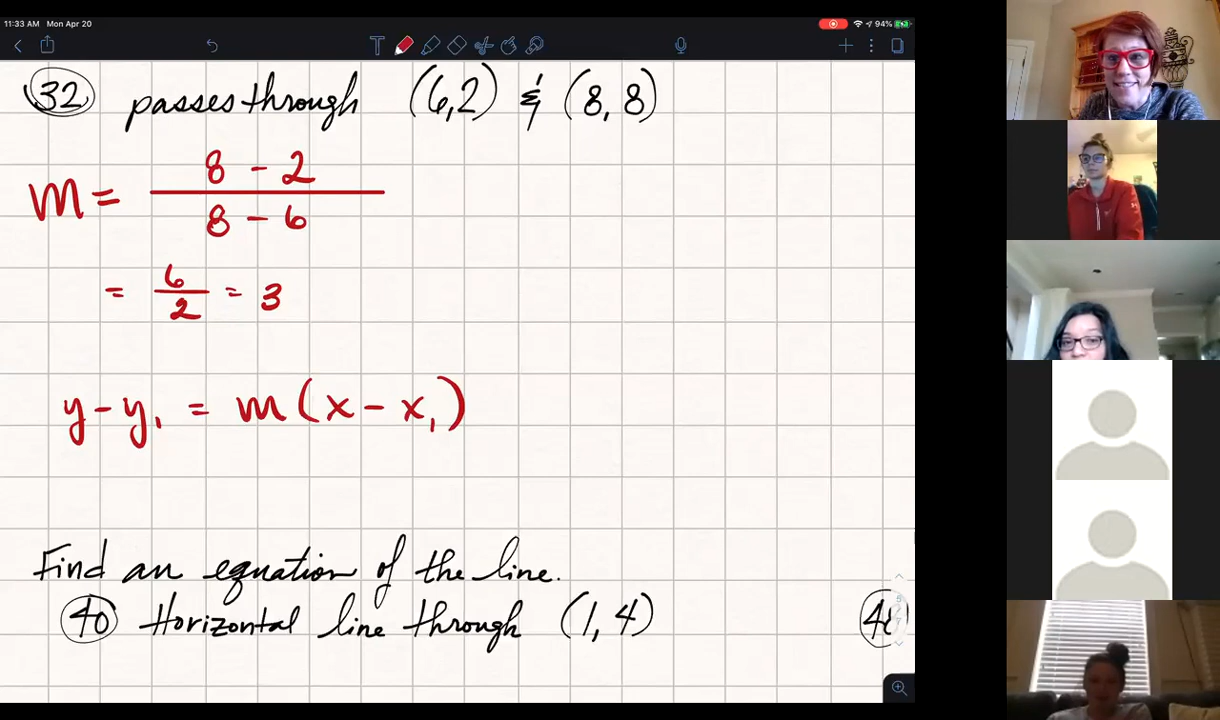 11:33 AM Mon Apr 20
94%
32 passes through (6,2) & (8,8)
m = 8 - 2
8 - 6
= 6/2 = 3
y - y₁ = m(x - x₁)
Find an equation of the line.
40 Horizontal line through (1,4)